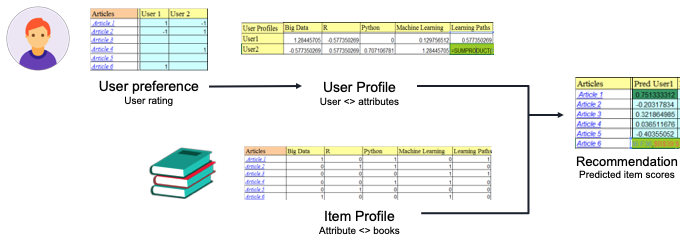 Articles User 1 User 2
Article 1 1 -1
Article 2 -1 1
Article 3
Article 4 1
Article 5
Article 6 1
User preference
User rating
User Profiles Big Data R Python Machine Learning Learning Paths
User1 1.28445705 -0.577350269 0 0.129756512 0.577350269
User2 -0.577350269 0.577350269 0.707106781 1.28445705 =SUMPRODUCT(
User Profile
User <> attributes
Articles Big Data R Python Machine Learning Learning Paths
Article 1 1 0 1 0 1
Article 2 0 1 1 1 0
Article 3 0 0 0 1 1
Article 4 0 0 1 1 0
Article 5 0 1 0 0 0
Article 6 1 0 0 1 0
Item Profile
Attribute <> books
Articles Pred User1
Article 1 0.751333312
Article 2 -0.20317834
Article 3 0.321864985
Article 4 0.036511676
Article 5 -0.40355052
Article 6
Recommendation
Predicted item scores